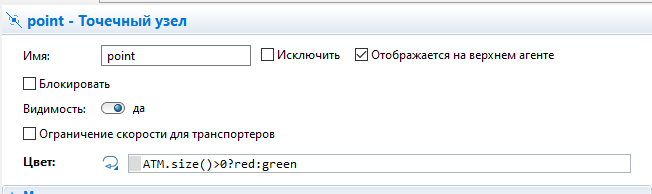 point - Точечный узел
Имя: point Исключить Отображается на верхнем агенте
Блокировать
Видимость: да
Ограничение скорости для транспортеров
Цвет: ATM.size()>0?red:green